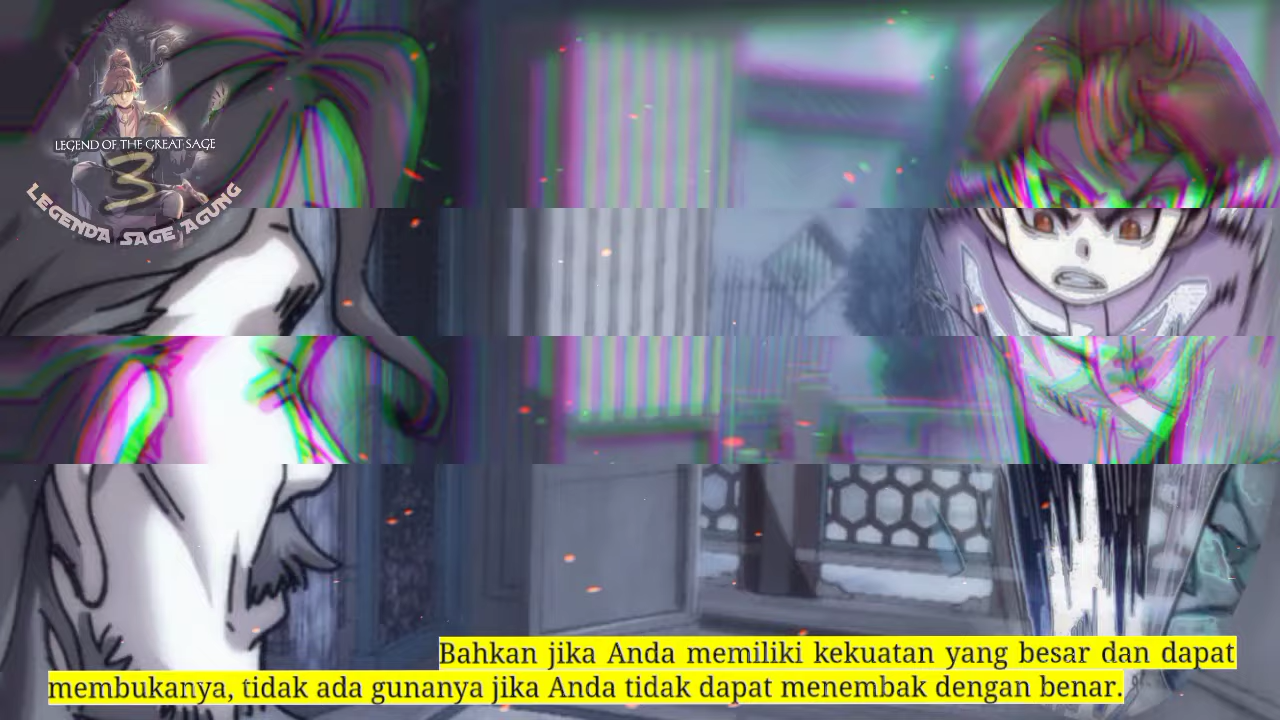 LEGEND OF THE GREAT SAGE
3
LEGENDA SAGE AGUNG
Bahkan jika Anda memiliki kekuatan yang besar dan dapat
membukanya, tidak ada gunanya jika Anda tidak dapat menembak dengan benar.